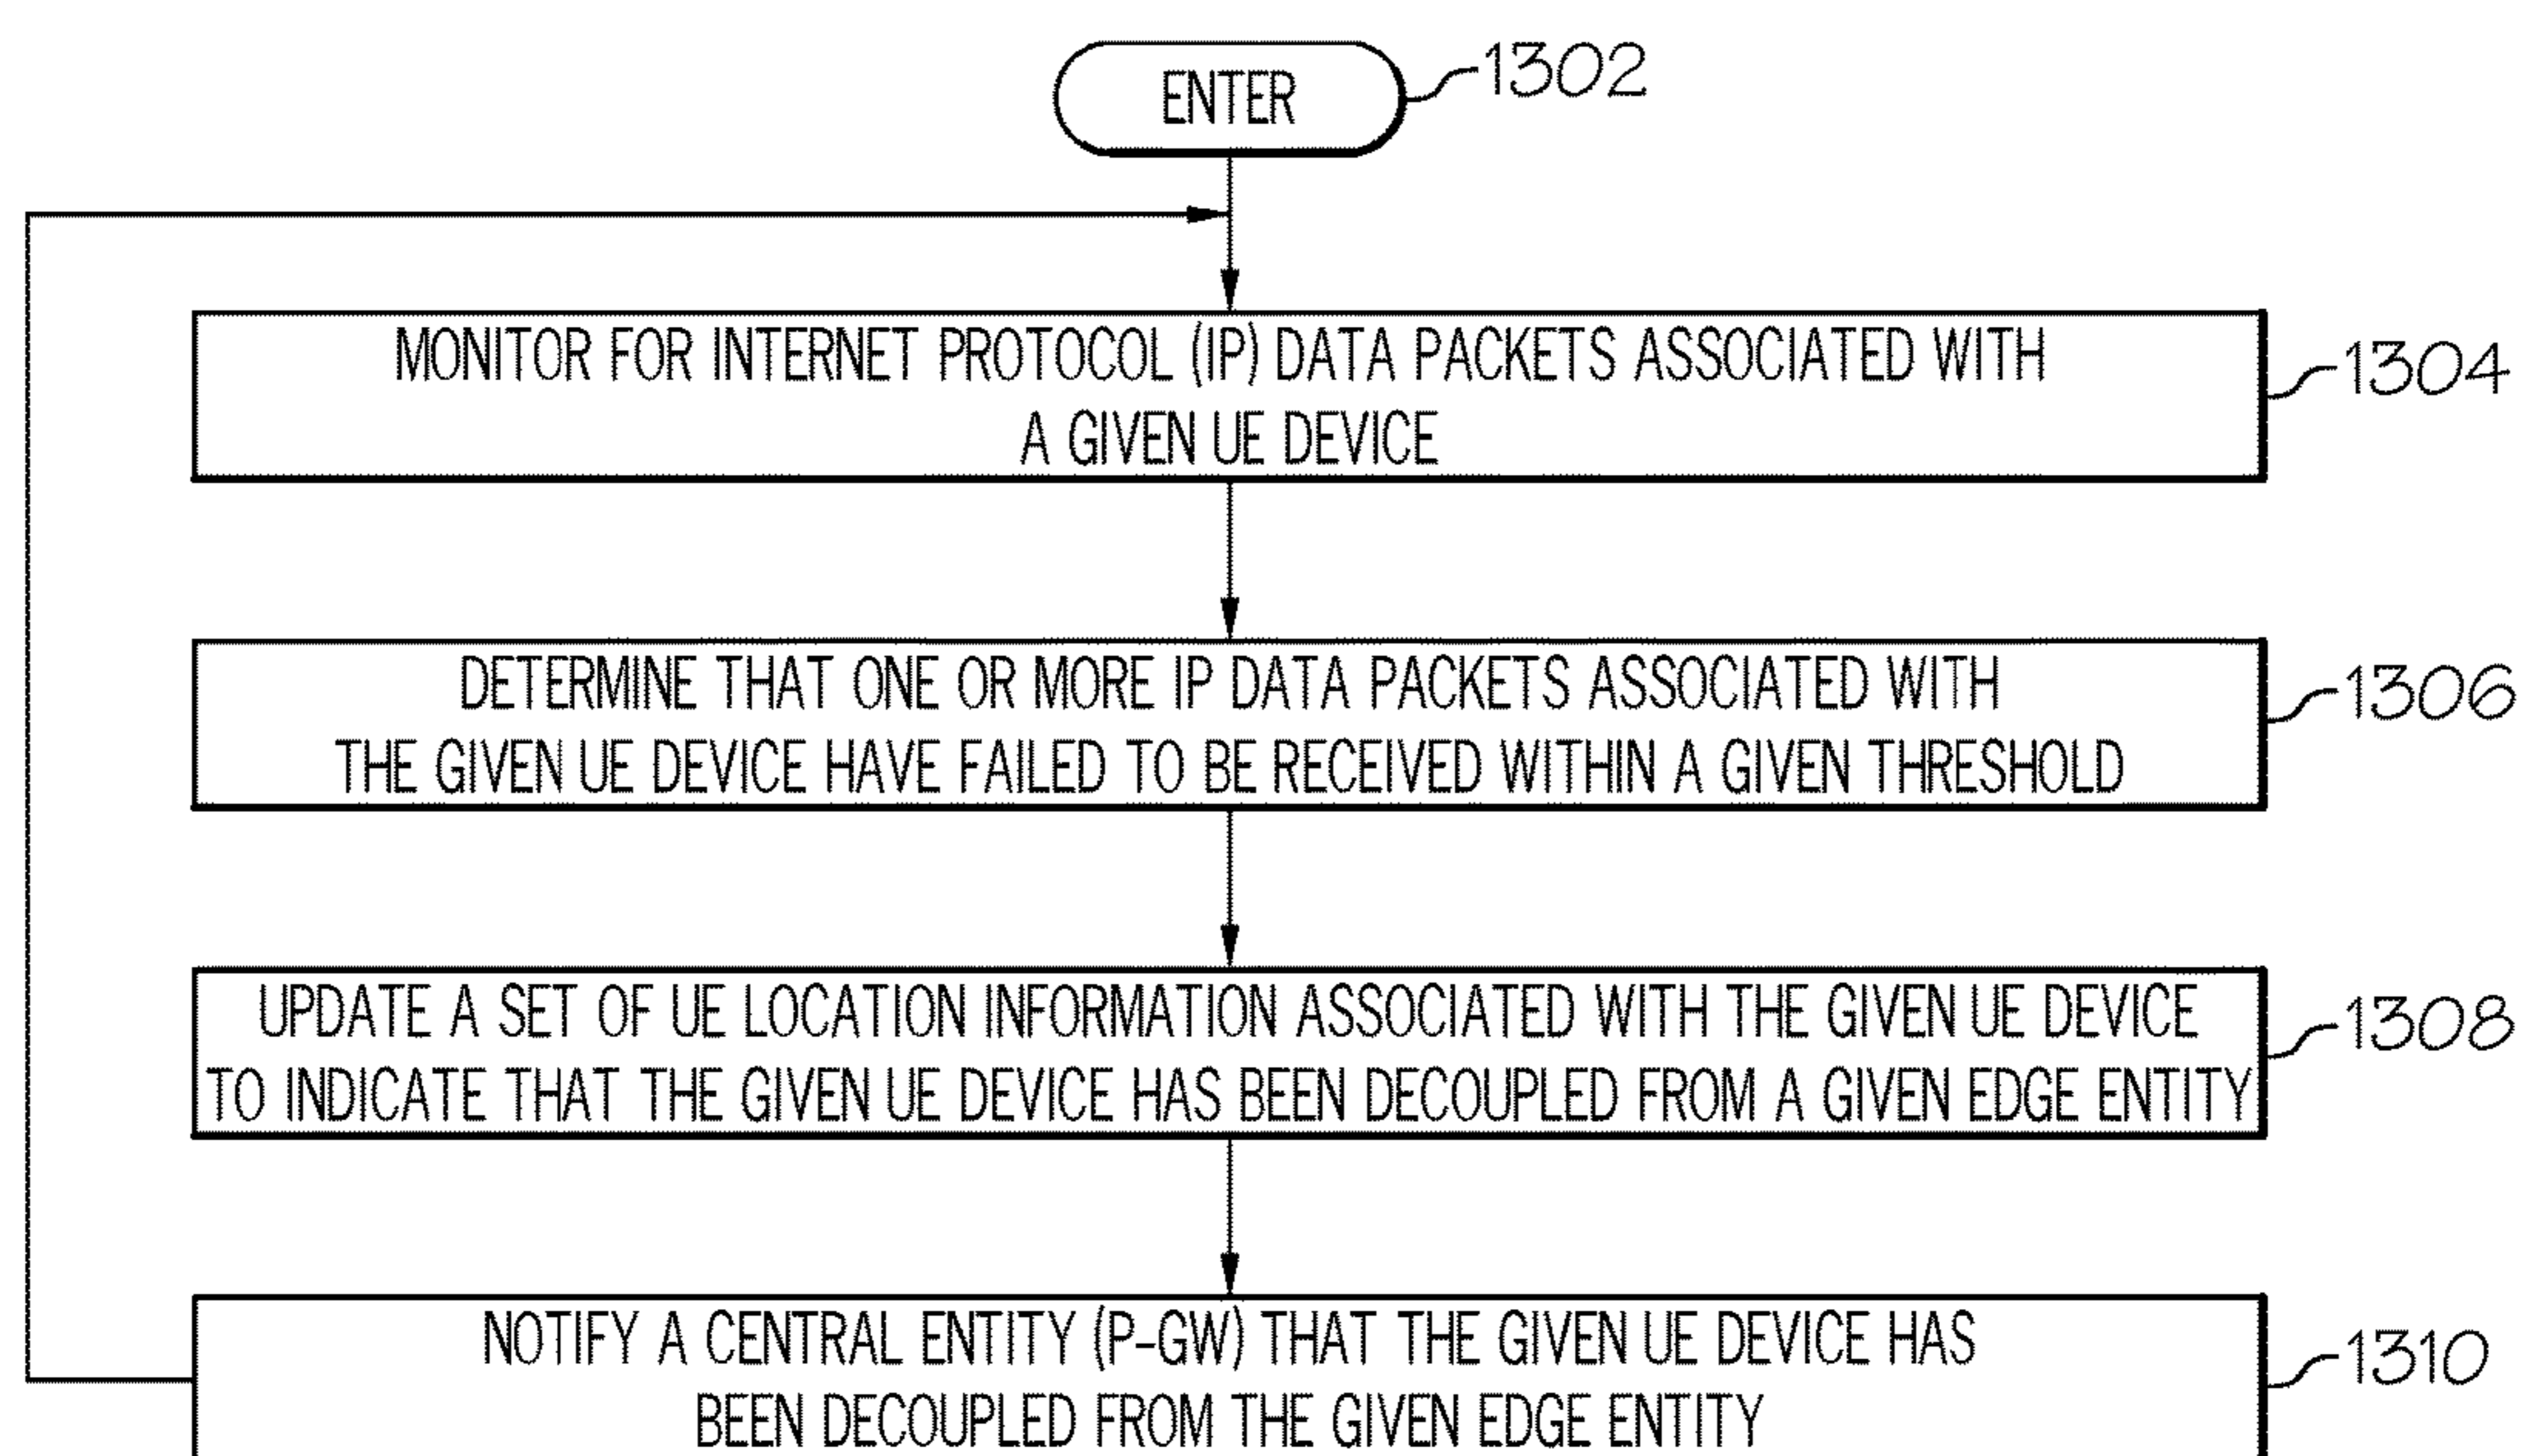 ENTER
1302
MONITOR FOR INTERNET PROTOCOL (IP) DATA PACKETS ASSOCIATED WITH
A GIVEN UE DEVICE
1304
DETERMINE THAT ONE OR MORE IP DATA PACKETS ASSOCIATED WITH
THE GIVEN UE DEVICE HAVE FAILED TO BE RECEIVED WITHIN A GIVEN THRESHOLD
1306
UPDATE A SET OF UE LOCATION INFORMATION ASSOCIATED WITH THE GIVEN UE DEVICE
TO INDICATE THAT THE GIVEN UE DEVICE HAS BEEN DECOUPLED FROM A GIVEN EDGE ENTITY
1308
NOTIFY A CENTRAL ENTITY (P-GW) THAT THE GIVEN UE DEVICE HAS
BEEN DECOUPLED FROM THE GIVEN EDGE ENTITY
1310